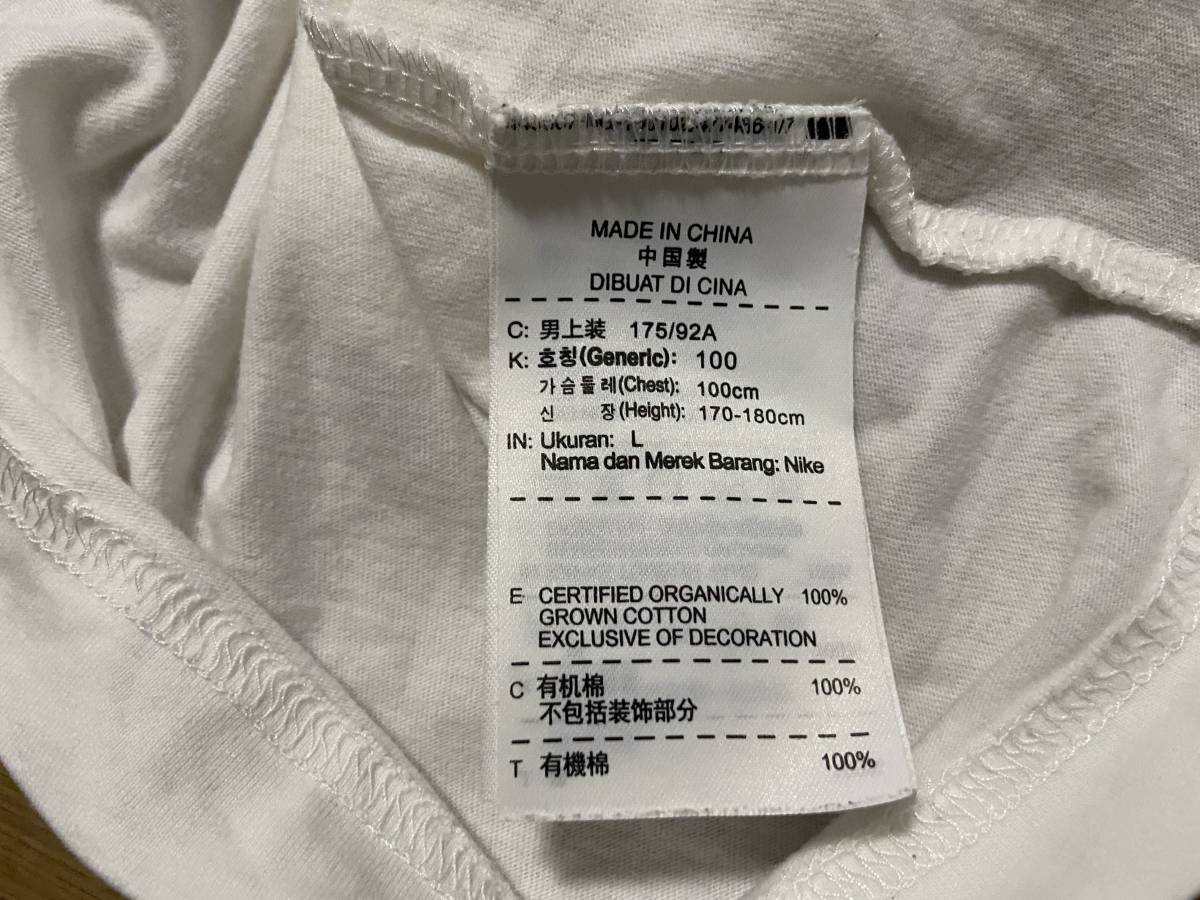 MADE IN CHINA
中国製
DIBUAT DI CINA
C: 男上装 175/92A
K: 호칭(Generic): 100
가슴둘레(Chest): 100cm
신 장(Height): 170-180cm
IN: Ukuran: L
Nama dan Merek Barang: Nike
E CERTIFIED ORGANICALLY 100%
GROWN COTTON
EXCLUSIVE OF DECORATION
C 有机棉 100%
不包括装饰部分
T 有機棉 100%